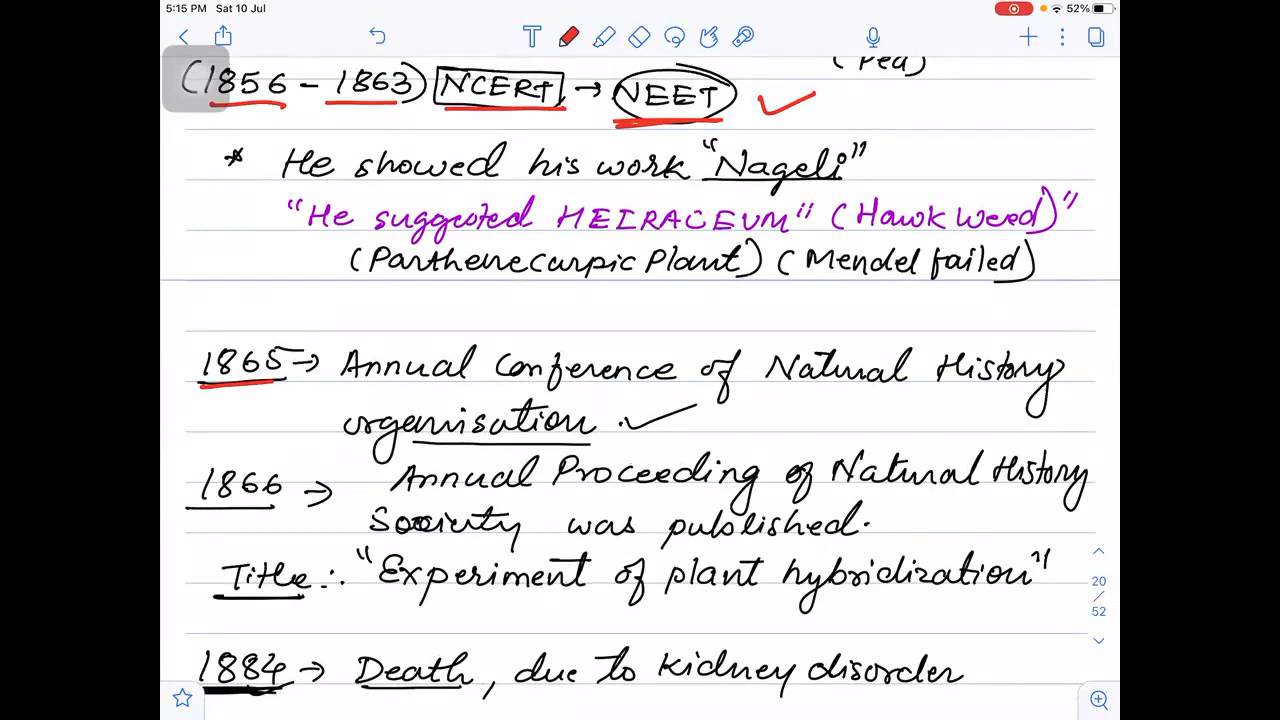 5:15 PM Sat 10 Jul
52%
(Pea)
(1856 - 1863) NCERT → NEET ✓
* He showed his work "Nageli"
"He suggested HEIRACEUM" (Hawk Weed)"
(Parthenecarpic Plant) (Mendel failed)
1865 → Annual Conference of Natural History
organisation ✓
1866 → Annual Proceeding of Natural History
Society was published.
Title:. "Experiment of plant hybridization"
20
/
52
1884 → Death, due to kidney disorder